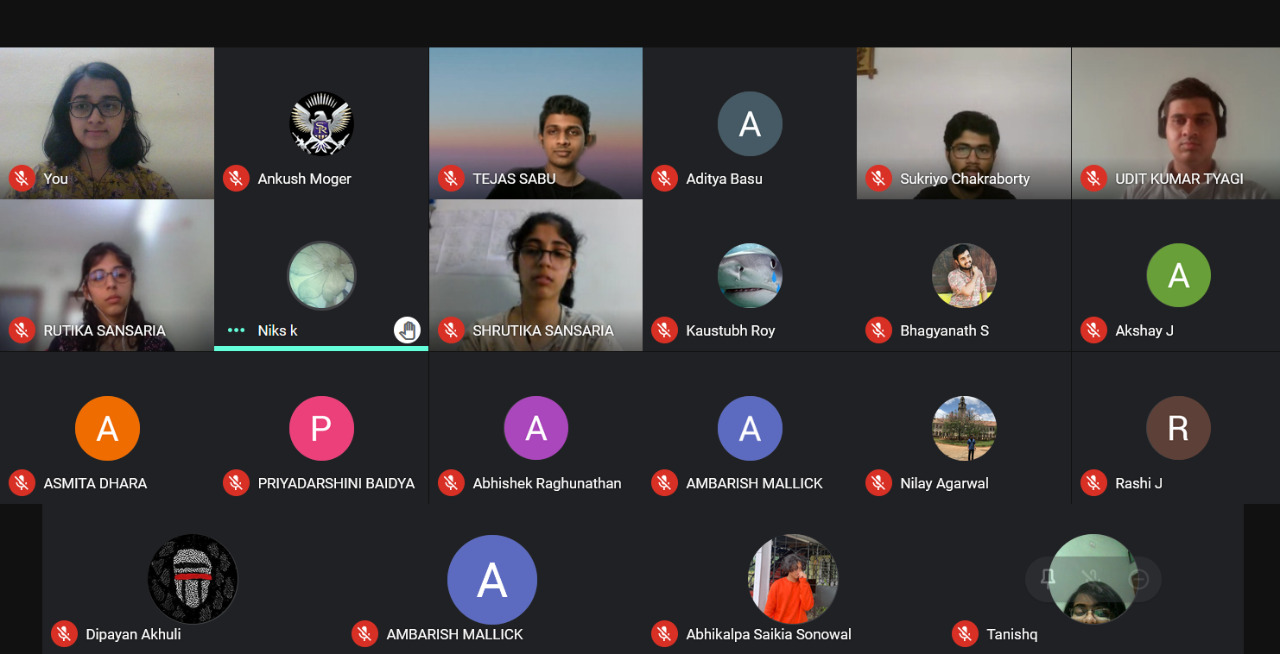 You
Ankush Moger
TEJAS SABU
A
Aditya Basu
Sukriyo Chakraborty
UDIT KUMAR TYAGI
RUTIKA SANSARIA
Niks k
SHRUTIKA SANSARIA
Kaustubh Roy
Bhagyanath S
A
Akshay J
A
ASMITA DHARA
P
PRIYADARSHINI BAIDYA
A
Abhishek Raghunathan
A
AMBARISH MALLICK
Nilay Agarwal
R
Rashi J
Dipayan Akhuli
A
AMBARISH MALLICK
Abhikalpa Saikia Sonowal
Tanishq